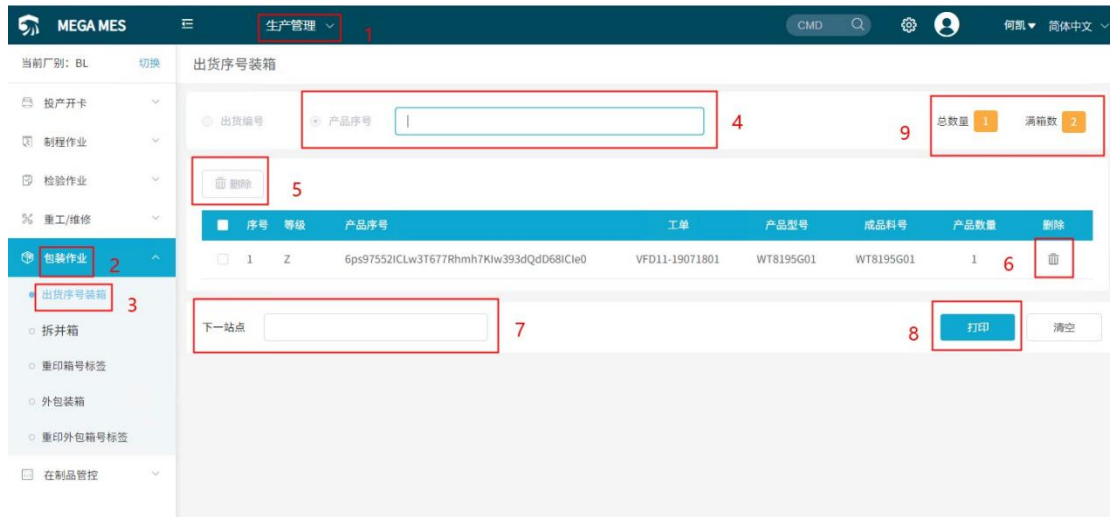 MEGA MES
生产管理
1
CMD
何凯
简体中文
当前厂别：BL
切换
出货序号装箱
投产开卡
制程作业
检验作业
重工/维修
包装作业
2
出货序号装箱
3
拆并箱
重印箱号标签
外包装箱
重印外包箱号标签
在制品管控
出货编号
产品序号
4
9
总数量 1
满箱数 2
删除
5
序号 等级 产品序号 工单 产品型号 成品料号 产品数量 删除
1 Z 6ps97552ICLw3T677Rhmh7KIw393dQdD68ICIe0 VFD11-19071801 WT8195G01 WT8195G01 1
6
下一站点
7
8
打印
清空